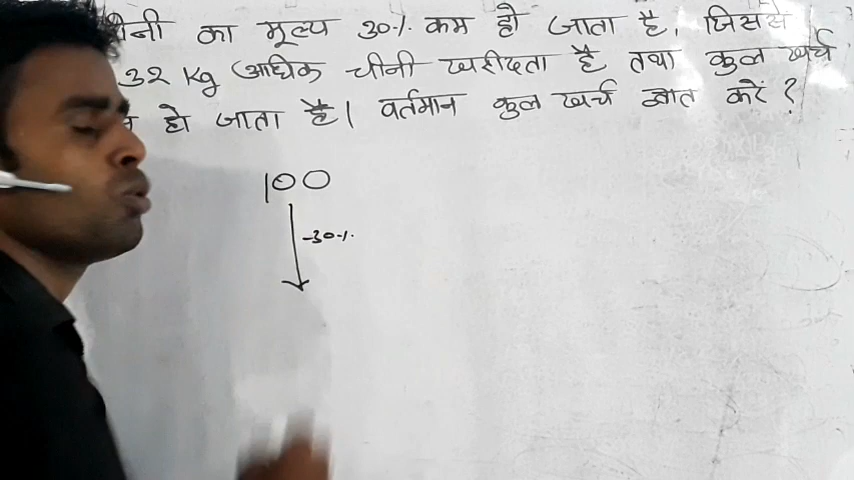 का मूल्य 30% कम हो जाता है, जिससे
32 Kg अधिक चीनी खरीदता है तथा कुल खर्च
हो जाता है। वर्तमान कुल खर्च ज्ञात करें ?
100
-30%